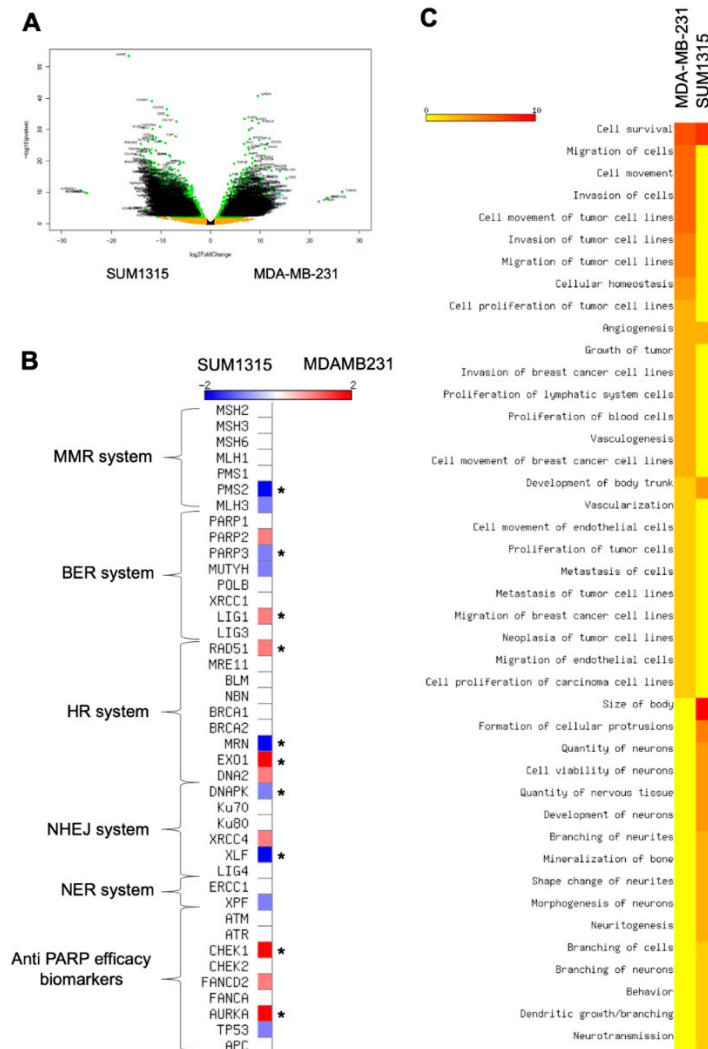 A
-log10(pvalue)
50
40
30
20
10
0
-30
-20
-10
0
10
20
30
log2FoldChange
SUM1315
MDA-MB-231
B
SUM1315
MDAMB231
-2
2
MMR system
MSH2
MSH3
MSH6
MLH1
PMS1
PMS2 *
MLH3
BER system
PARP1
PARP2
PARP3 *
MUTYH
POLB
XRCC1
LIG1 *
LIG3
HR system
RAD51 *
MRE11
BLM
NBN
BRCA1
BRCA2
MRN *
EXO1 *
DNA2
NHEJ system
DNAPK *
Ku70
Ku80
XRCC4
XLF *
LIG4
NER system
ERCC1
XPF
Anti PARP efficacy
biomarkers
ATM
ATR
CHEK1 *
CHEK2
FANCD2
FANCA
AURKA *
TP53
APC
C
MDA-MB-231
SUM1315
0
10
Cell survival
Migration of cells
Cell movement
Invasion of cells
Cell movement of tumor cell lines
Invasion of tumor cell lines
Migration of tumor cell lines
Cellular homeostasis
Cell proliferation of tumor cell lines
Angiogenesis
Growth of tumor
Invasion of breast cancer cell lines
Proliferation of lymphatic system cells
Proliferation of blood cells
Vasculogenesis
Cell movement of breast cancer cell lines
Development of body trunk
Vascularization
Cell movement of endothelial cells
Proliferation of tumor cells
Metastasis of cells
Metastasis of tumor cell lines
Migration of breast cancer cell lines
Neoplasia of tumor cell lines
Migration of endothelial cells
Cell proliferation of carcinoma cell lines
Size of body
Formation of cellular protrusions
Quantity of neurons
Cell viability of neurons
Quantity of nervous tissue
Development of neurons
Branching of neurites
Mineralization of bone
Shape change of neurites
Morphogenesis of neurons
Neuritogenesis
Branching of cells
Branching of neurons
Behavior
Dendritic growth/branching
Neurotransmission